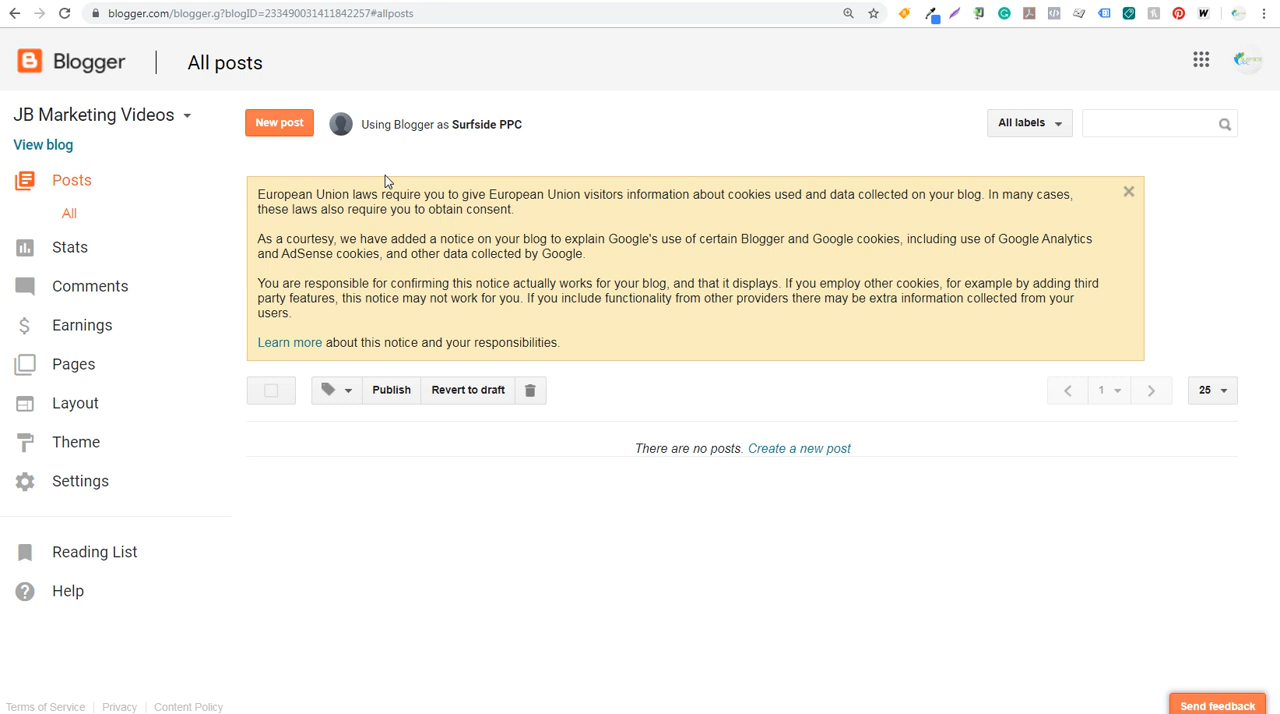 blogger.com/blogger.g?blogID=233490031411842257#allposts
Blogger
All posts
JB Marketing Videos
View blog
Posts
All
Stats
Comments
Earnings
Pages
Layout
Theme
Settings
Reading List
Help
New post
Using Blogger as Surfside PPC
All labels
European Union laws require you to give European Union visitors information about cookies used and data collected on your blog. In many cases,
these laws also require you to obtain consent.
As a courtesy, we have added a notice on your blog to explain Google's use of certain Blogger and Google cookies, including use of Google Analytics
and AdSense cookies, and other data collected by Google.
You are responsible for confirming this notice actually works for your blog, and that it displays. If you employ other cookies, for example by adding third
party features, this notice may not work for you. If you include functionality from other providers there may be extra information collected from your
users.
Learn more about this notice and your responsibilities.
Publish
Revert to draft
1
25
There are no posts. Create a new post
Terms of Service
Privacy
Content Policy
Send feedback